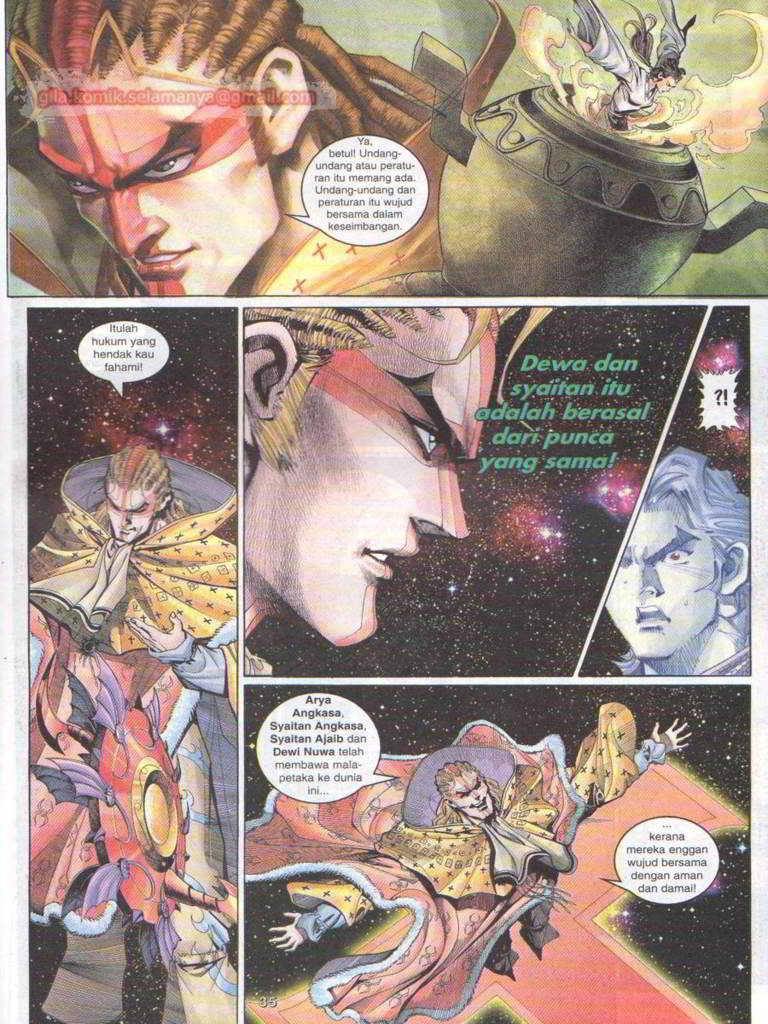 gila.komik.selamanya@gmail.com
Ya,
betul! Undang-
undang atau peratu-
ran itu memang ada.
Undang-undang dan
peraturan itu wujud
bersama dalam
keseimbangan.
Itulah
hukum yang
hendak kau
fahami!
Dewa dan
syaitan itu
adalah berasal
dari punca
yang sama!
?!
Arya
Angkasa,
Syaitan Angkasa,
Syaitan Ajaib dan
Dewi Nuwa telah
membawa mala-
petaka ke dunia
ini...
...
kerana
mereka enggan
wujud bersama
dengan aman
dan damai!
35